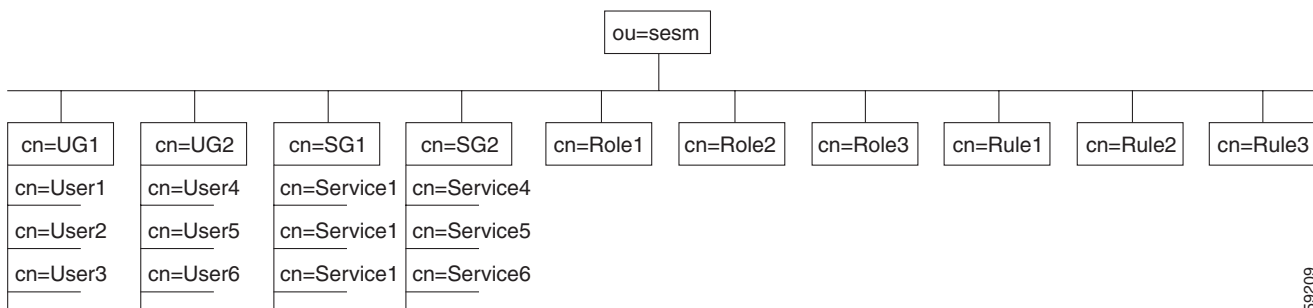 ou=sesm
cn=UG1 cn=UG2 cn=SG1 cn=SG2 cn=Role1 cn=Role2 cn=Role3 cn=Rule1 cn=Rule2 cn=Rule3
cn=User1 cn=User4 cn=Service1 cn=Service4
cn=User2 cn=User5 cn=Service1 cn=Service5
cn=User3 cn=User6 cn=Service1 cn=Service6
59209